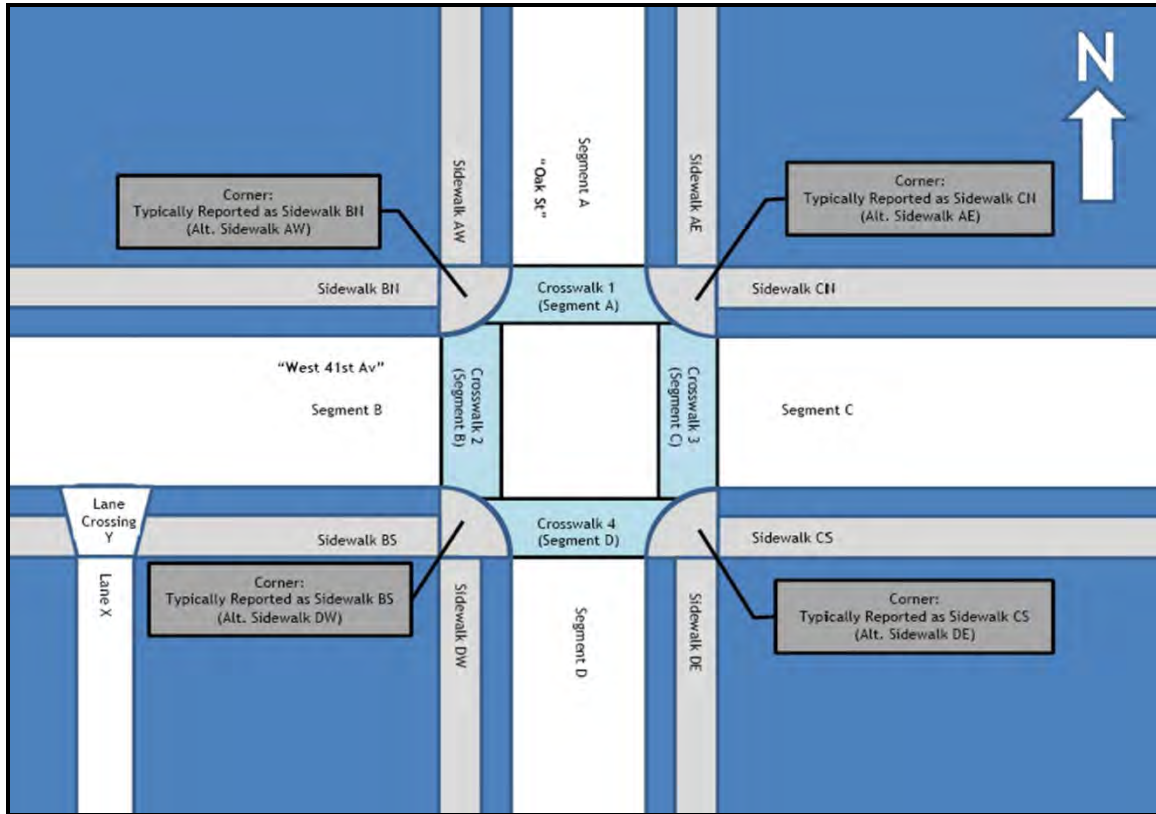 N
Sidewalk AW
"Oak St"
Segment A
Sidewalk AE
Corner:
Typically Reported as Sidewalk BN
(Alt. Sidewalk AW)
Corner:
Typically Reported as Sidewalk CN
(Alt. Sidewalk AE)
Sidewalk BN
Crosswalk 1
(Segment A)
Sidewalk CN
"West 41st Av"
Segment B
Crosswalk 2
(Segment B)
Crosswalk 3
(Segment C)
Segment C
Lane
Crossing
Y
Sidewalk BS
Crosswalk 4
(Segment D)
Sidewalk CS
Lane X
Corner:
Typically Reported as Sidewalk BS
(Alt. Sidewalk DW)
Sidewalk DW
Segment D
Sidewalk DE
Corner:
Typically Reported as Sidewalk CS
(Alt. Sidewalk DE)